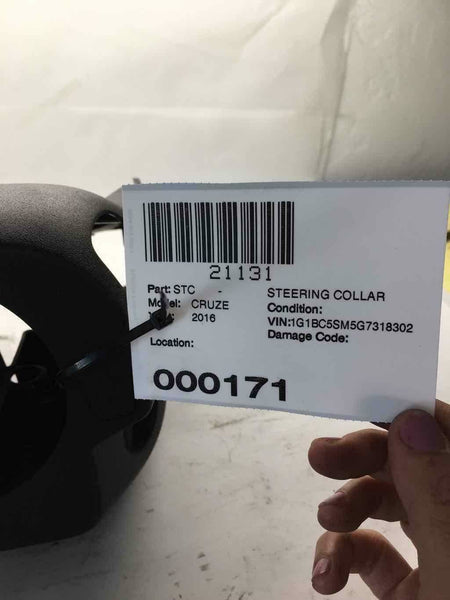 21131
Part: STC - STEERING COLLAR
Model: CRUZE Condition:
2016 VIN:1G1BC5SM5G7318302
Damage Code:
Location:
000171